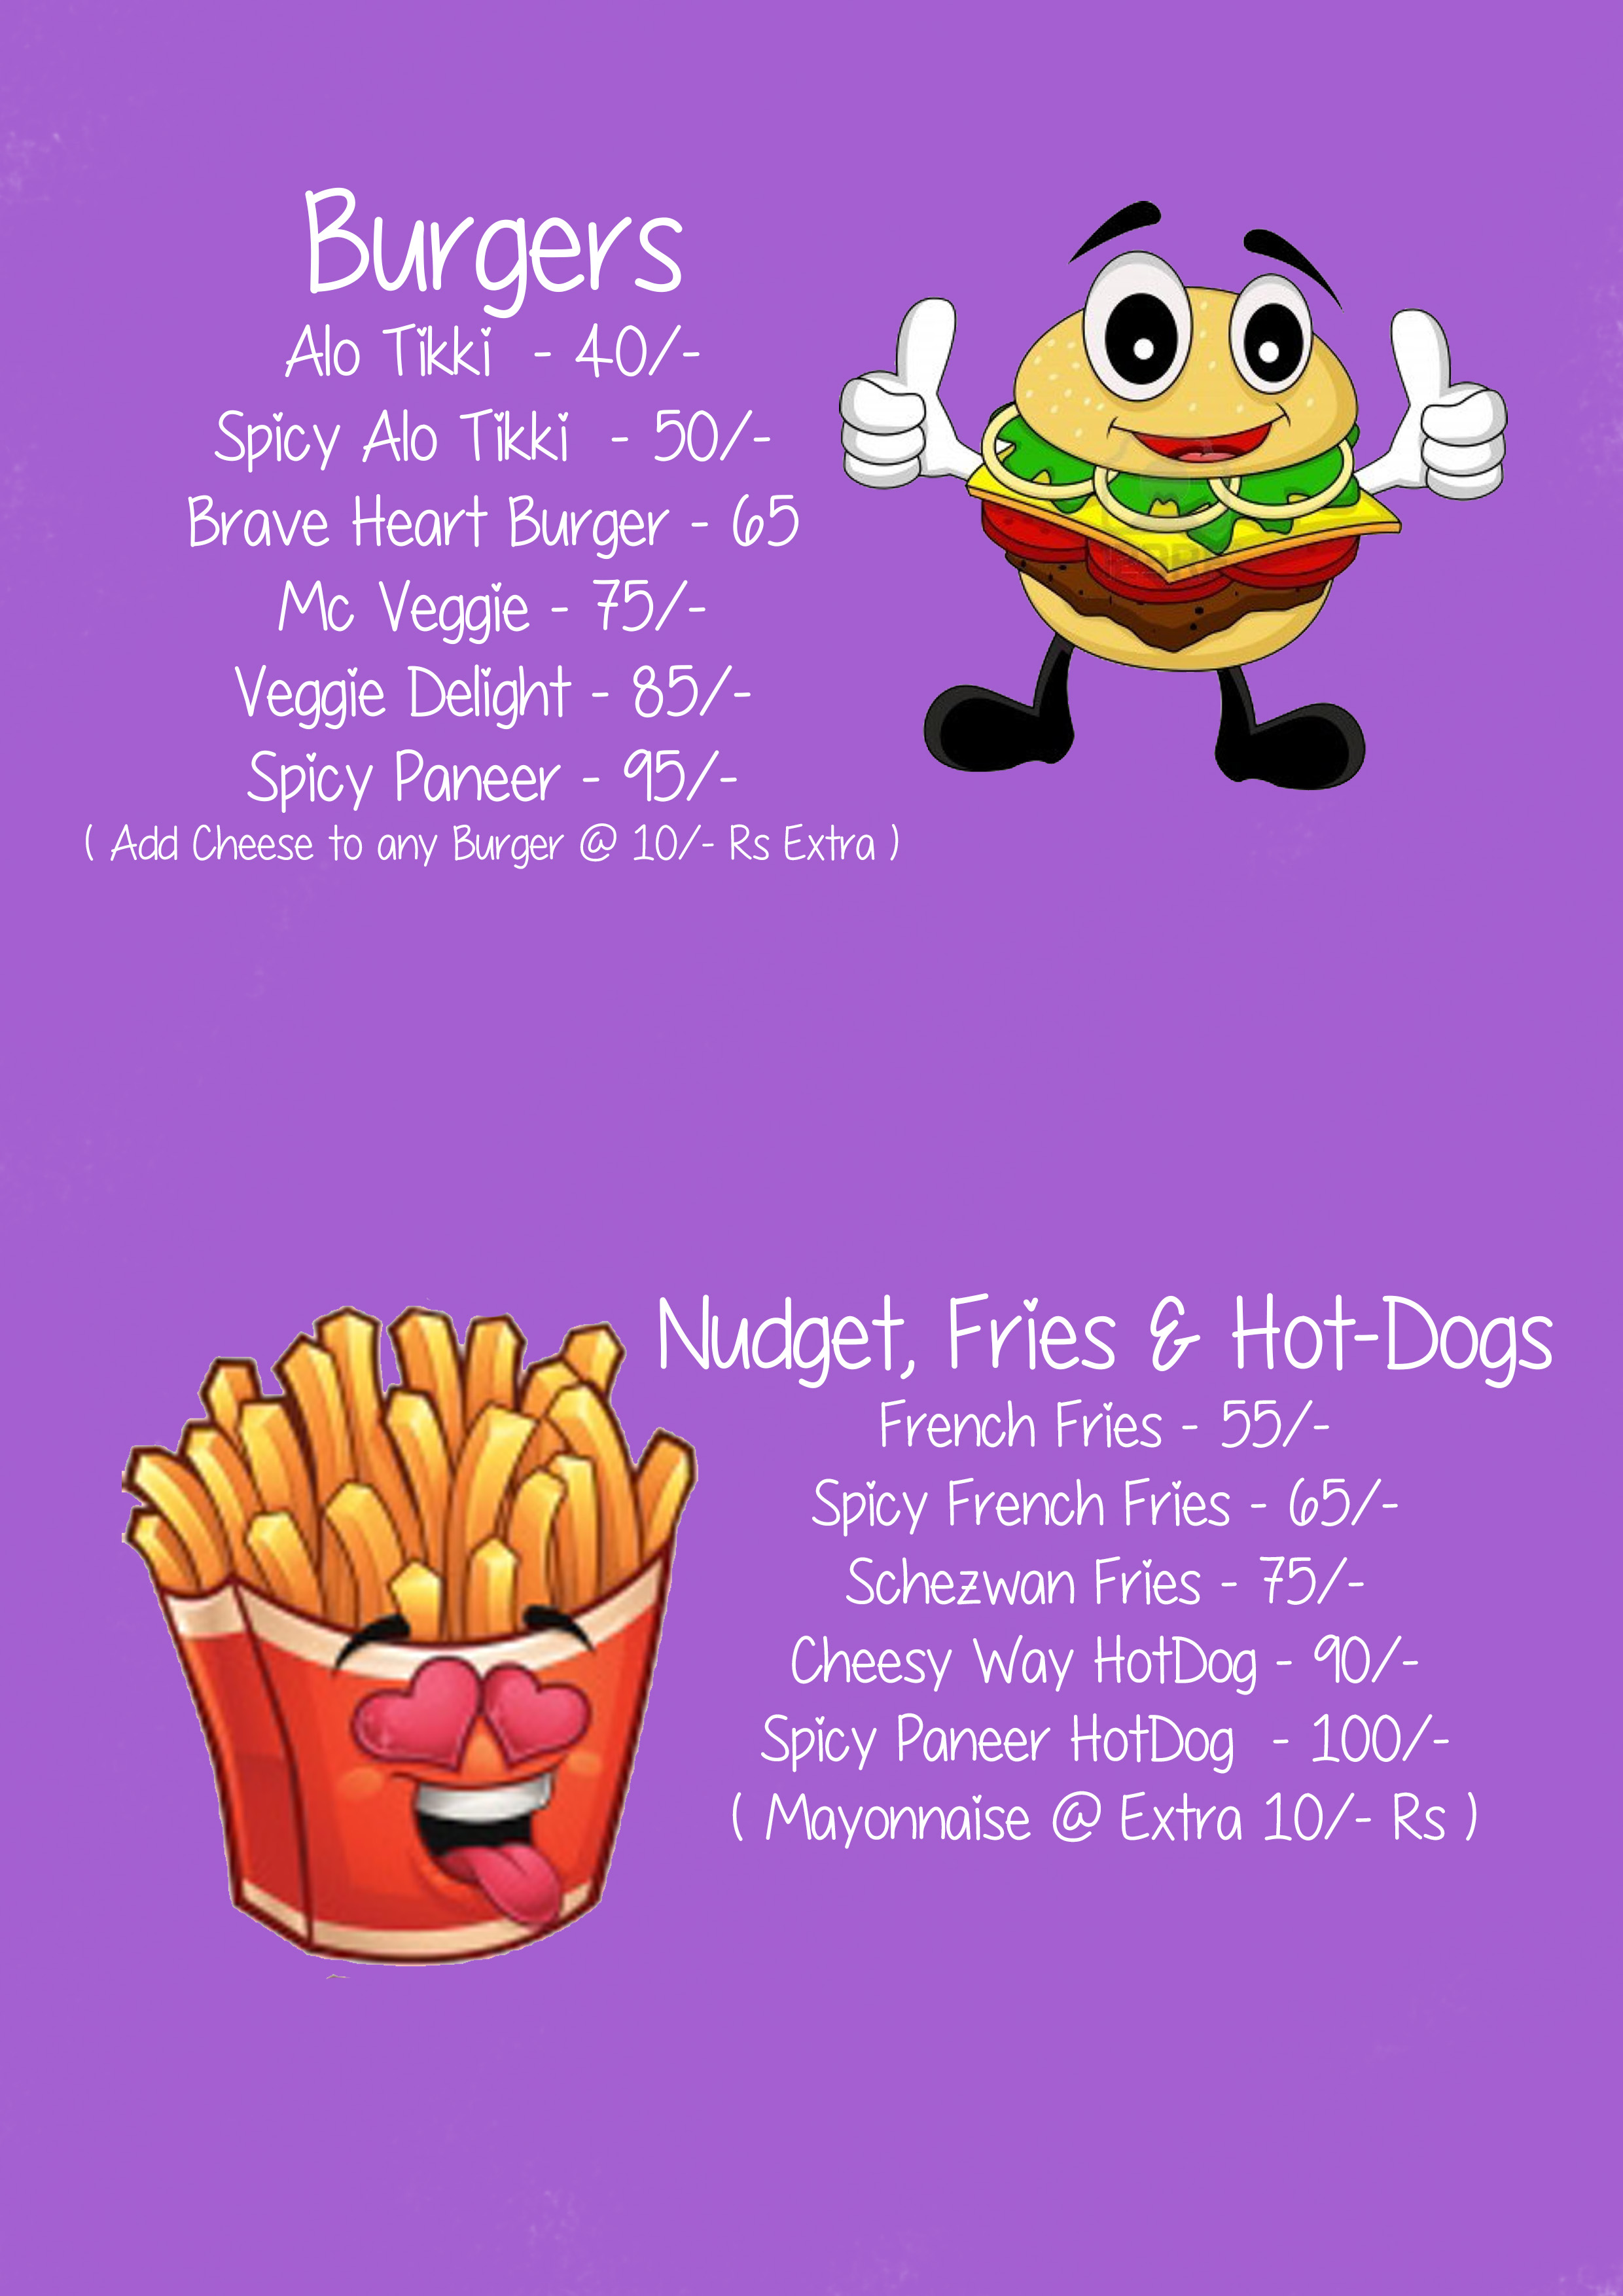 Burgers
Alo Tikki - 40/-
Spicy Alo Tikki - 50/-
Brave Heart Burger - 65
Mc Veggie - 75/-
Veggie Delight - 85/-
Spicy Paneer - 95/-
( Add Cheese to any Burger @ 10/- Rs Extra )
Nudget, Fries & Hot-Dogs
French Fries - 55/-
Spicy French Fries - 65/-
Schezwan Fries - 75/-
Cheesy Way HotDog - 90/-
Spicy Paneer HotDog - 100/-
( Mayonnaise @ Extra 10/- Rs )